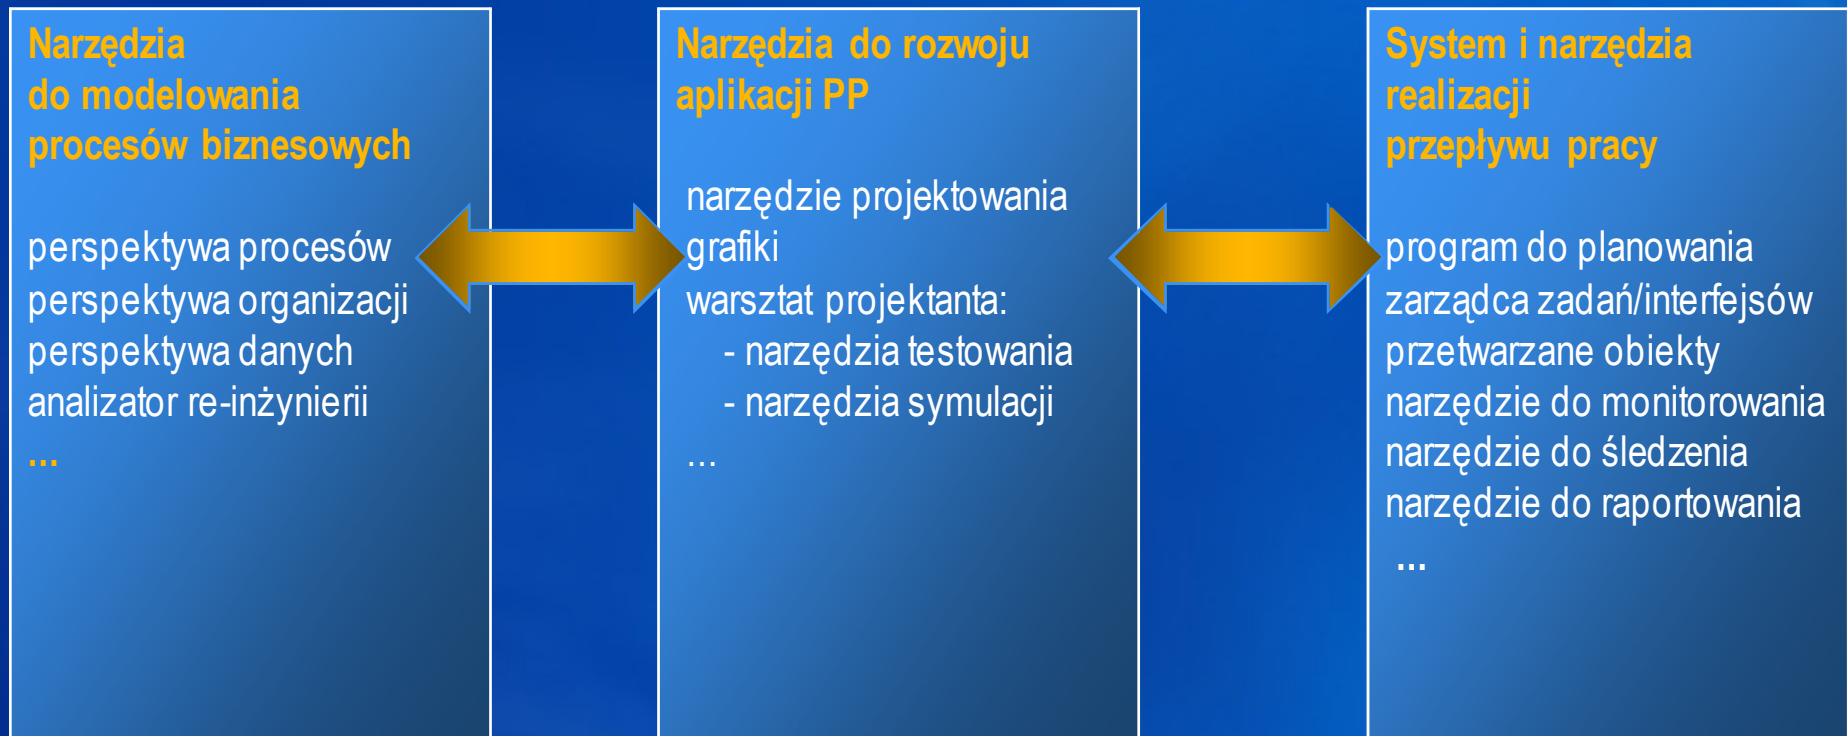 Narzędzia
do modelowania
procesów biznesowych
perspektywa procesów
perspektywa organizacji
perspektywa danych
analizator re-inżynierii
...
Narzędzia do rozwoju
aplikacji PP
narzędzie projektowania
grafiki
warsztat projektanta:
- narzędzia testowania
- narzędzia symulacji
...
System i narzędzia
realizacji
przepływu pracy
program do planowania
zarządca zadań/interfejsów
przetwarzane obiekty
narzędzie do monitorowania
narzędzie do śledzenia
narzędzie do raportowania
...